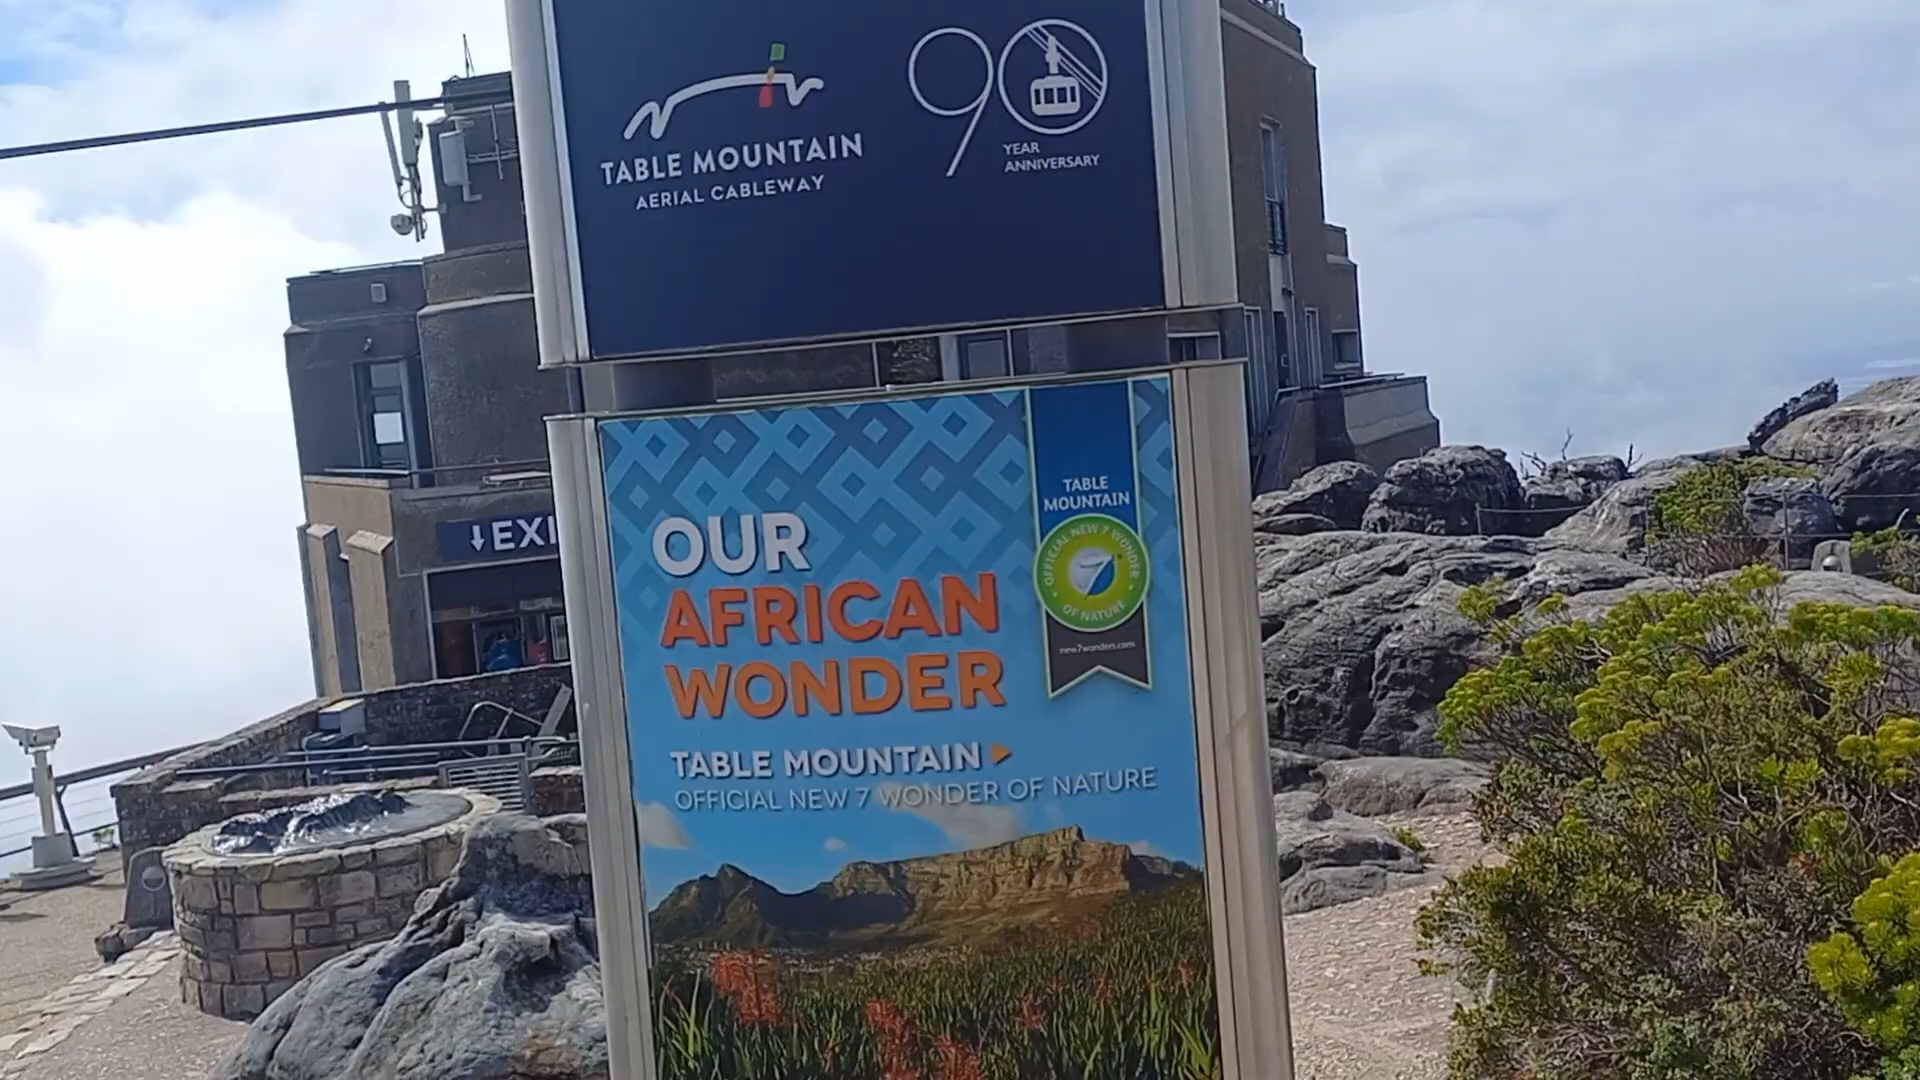 TABLE MOUNTAIN
AERIAL CABLEWAY
90
YEAR
ANNIVERSARY
↓EXI
TABLE
MOUNTAIN
OFFICIAL NEW 7 WONDER
7
OF NATURE
new7wonders.com
OUR
AFRICAN
WONDER
TABLE MOUNTAIN
OFFICIAL NEW 7 WONDER OF NATURE